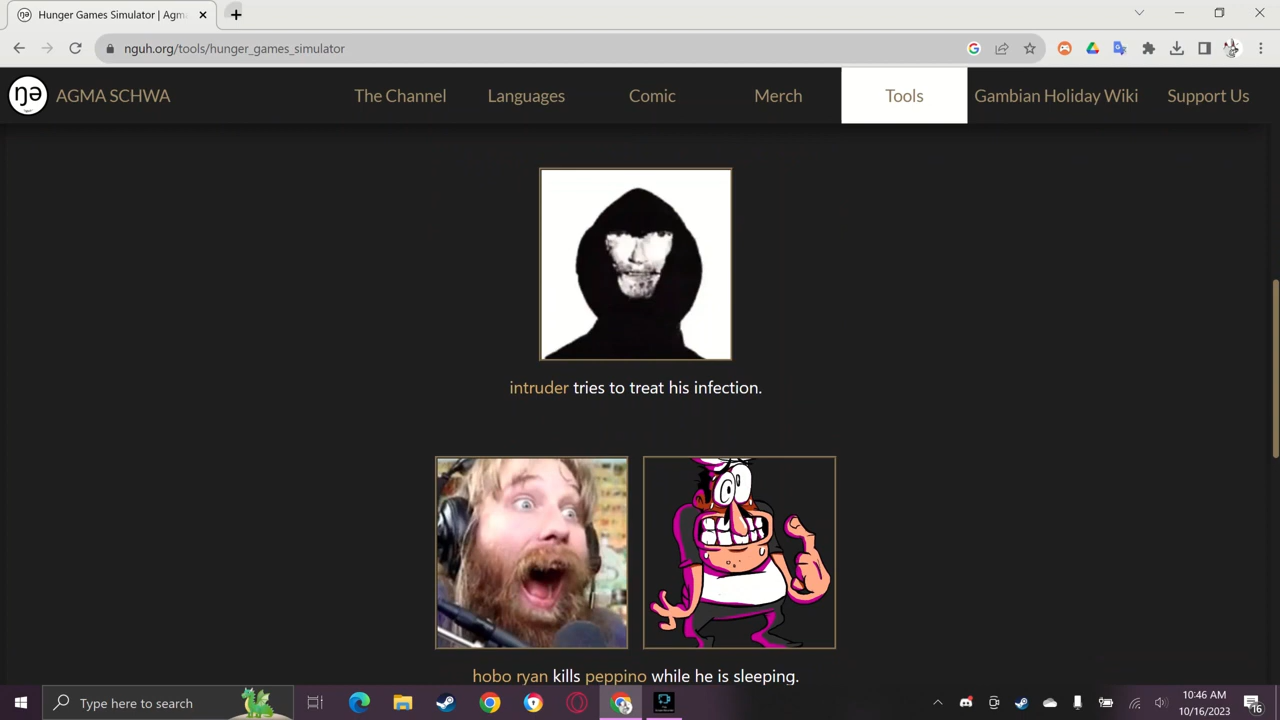 Hunger Games Simulator | Agm
nguh.org/tools/hunger_games_simulator
ŋə AGMA SCHWA The Channel Languages Comic Merch Tools Gambian Holiday Wiki Support Us
intruder tries to treat his infection.
hobo ryan kills peppino while he is sleeping.
Type here to search
10:46 AM
10/16/2023
16